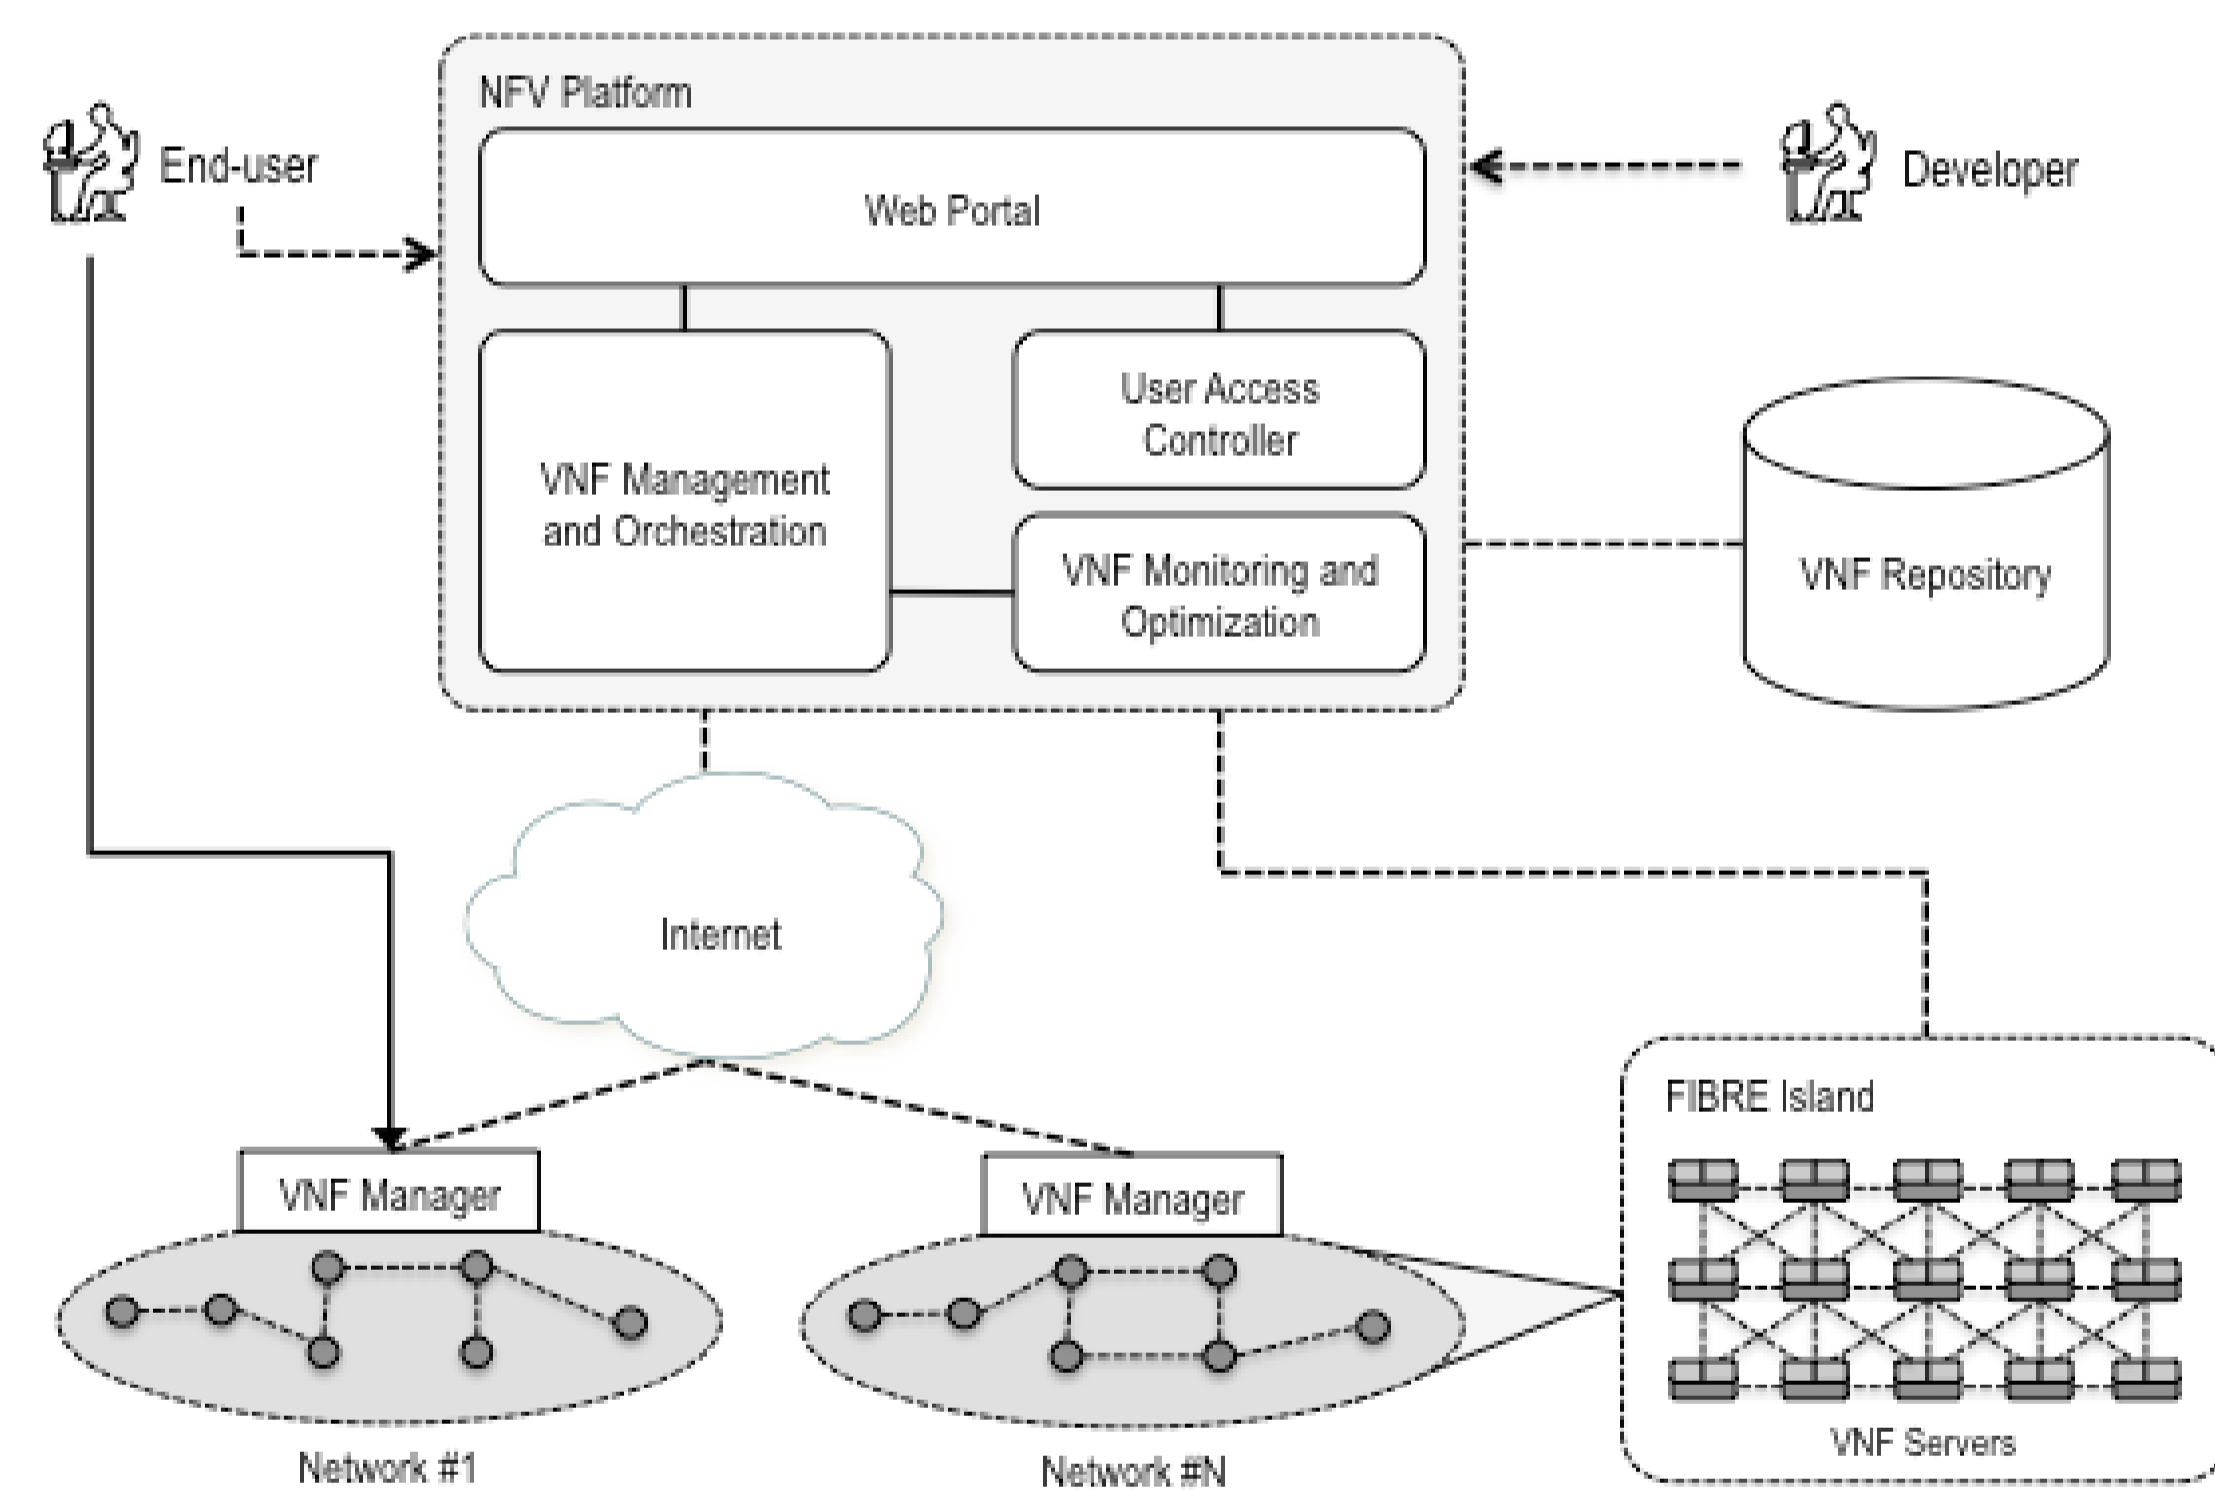 NFV Platform
End-user
Developer
Web Portal
User Access
Controller
VNF Management
and Orchestration
VNF Monitoring and
Optimization
VNF Repository
Internet
FIBRE Island
VNF Manager
VNF Manager
VNF Servers
Network #1
Network #N